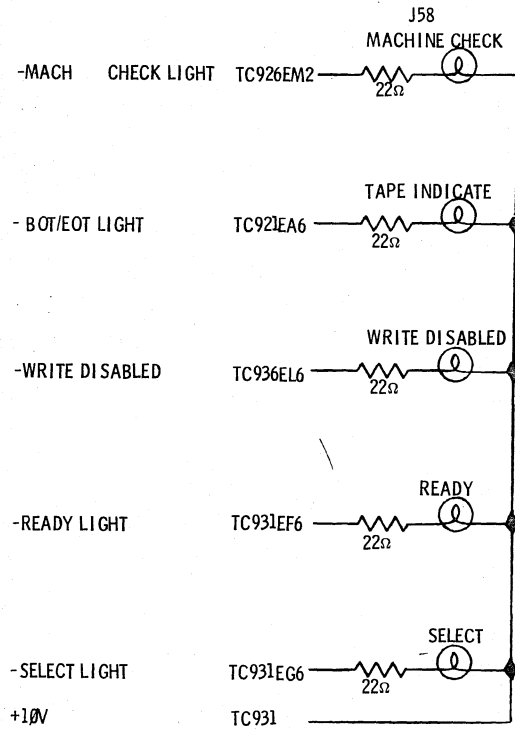 J58
MACHINE CHECK
-MACH CHECK LIGHT TC926EM2
22Ω
TAPE INDICATE
- BOT/EOT LIGHT TC921EA6
22Ω
WRITE DISABLED
-WRITE DISABLED TC936EL6
22Ω
READY
-READY LIGHT TC931EF6
22Ω
SELECT
-SELECT LIGHT TC931EG6
22Ω
+10V TC931